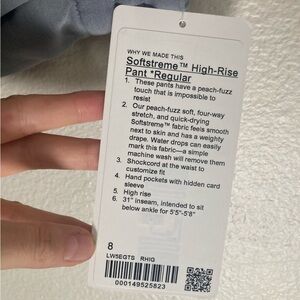 WHY WE MADE THIS
Softstreme™ High-Rise
Pant *Regular
1. These pants have a peach-fuzz
touch that is impossible to
resist
2. Our peach-fuzz soft, four-way
stretch, and quick-drying
Softstreme™ fabric feels smooth
next to skin and has a weighty
drape. Water drops can easily
mark this fabric—a simple
machine wash will remove them
3. Shockcord at the waist to
customize fit
4. Hand pockets with hidden card
sleeve
5. High rise
6. 31" inseam, intended to sit
below ankle for 5'5"-5'8"
8
LW5EGTS RHIG
000149525823